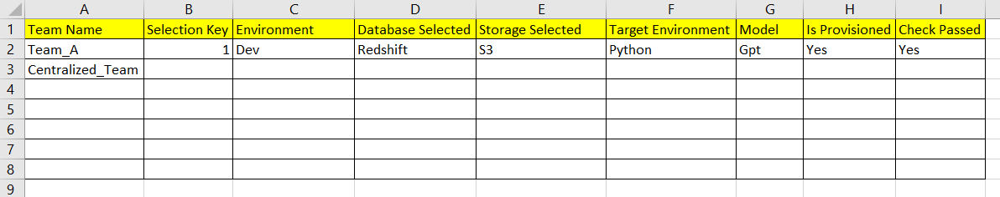 A B C D E F G H I
1 Team Name Selection Key Environment Database Selected Storage Selected Target Environment Model Is Provisioned Check Passed
2 Team_A 1 Dev Redshift S3 Python Gpt Yes Yes
3 Centralized_Team
4
5
6
7
8
9